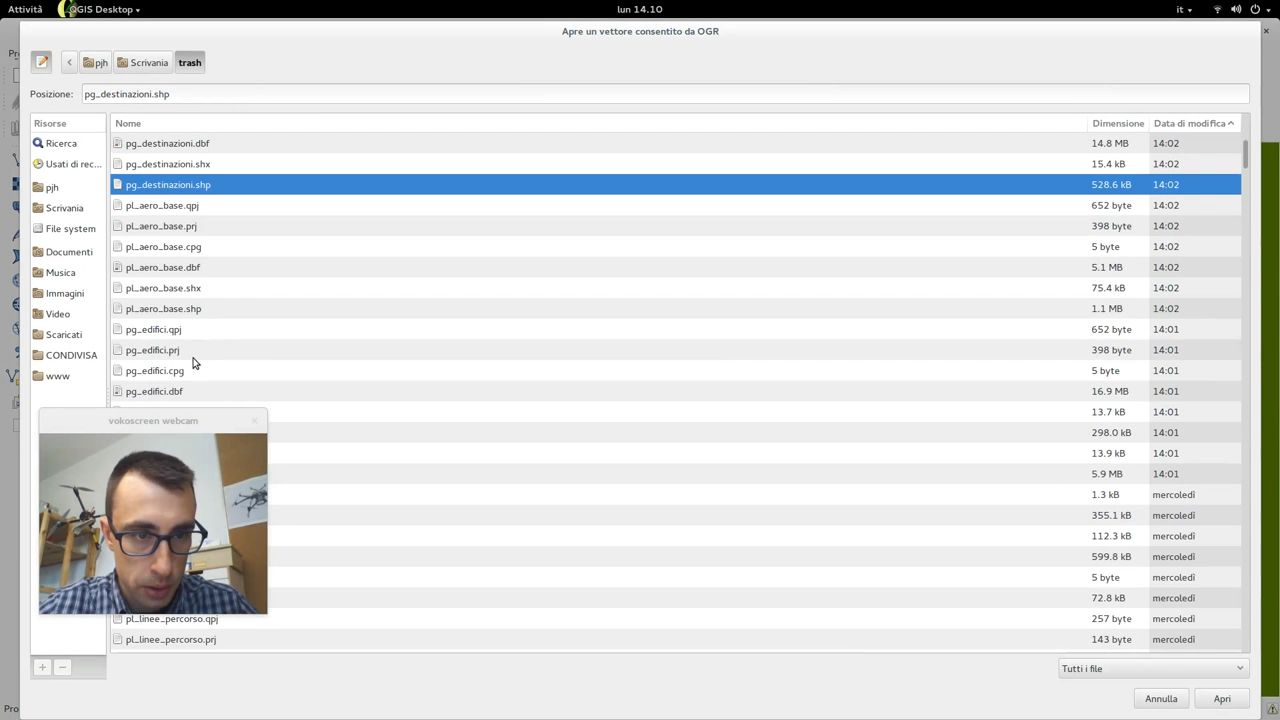 Attività QGIS Desktop lun 14.10 it
Apre un vettore consentito da OGR
pjh Scrivania trash
Posizione: pg_destinazioni.shp
Risorse Nome Dimensione Data di modifica
Ricerca pg_destinazioni.dbf 14.8 MB 14:02
Usati di rec... pg_destinazioni.shx 15.4 kB 14:02
pjh pg_destinazioni.shp 528.6 kB 14:02
Scrivania pl_aero_base.qpj 652 byte 14:02
File system pl_aero_base.prj 398 byte 14:02
Documenti pl_aero_base.cpg 5 byte 14:02
Musica pl_aero_base.dbf 5.1 MB 14:02
Immagini pl_aero_base.shx 75.4 kB 14:02
Video pl_aero_base.shp 1.1 MB 14:02
Scaricati pg_edifici.qpj 652 byte 14:01
CONDIVISA pg_edifici.prj 398 byte 14:01
www pg_edifici.cpg 5 byte 14:01
pg_edifici.dbf 16.9 MB 14:01
13.7 kB 14:01
vokoscreen webcam
298.0 kB 14:01
13.9 kB 14:01
5.9 MB 14:01
1.3 kB mercoledì
355.1 kB mercoledì
112.3 kB mercoledì
599.8 kB mercoledì
5 byte mercoledì
72.8 kB mercoledì
pl_linee_percorso.qpj 257 byte mercoledì
pl_linee_percorso.prj 143 byte mercoledì
Tutti i file
Annulla Apri